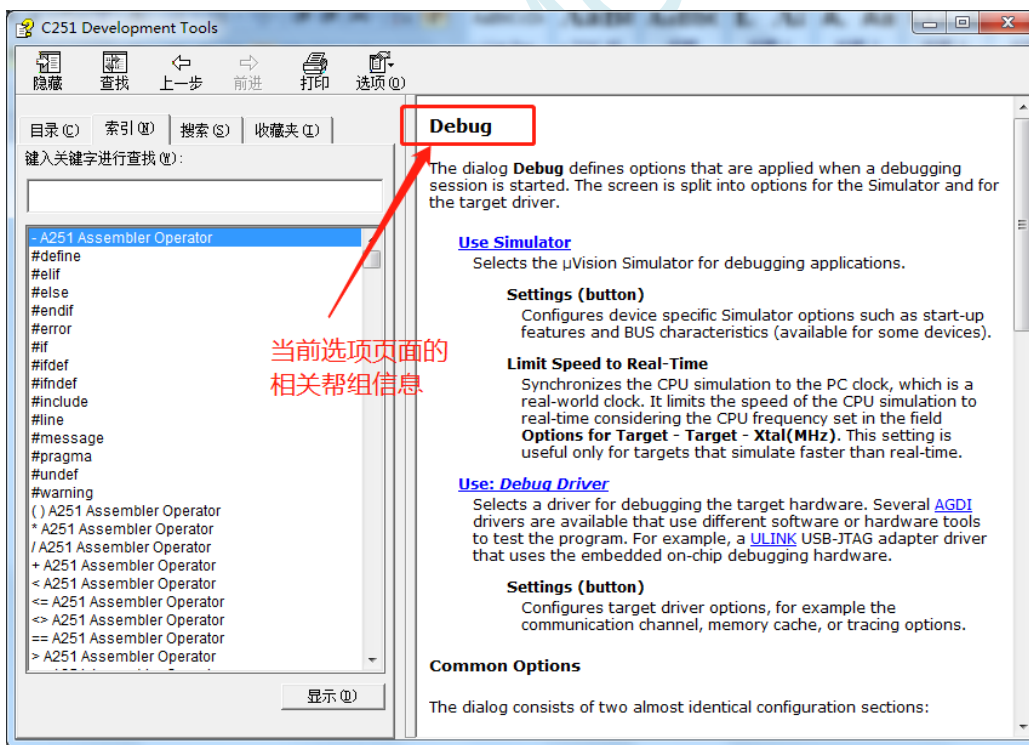 C251 Development Tools
隐藏 查找 上一步 前进 打印 选项(O)
目录(C) 索引(N) 搜索(S) 收藏夹(I)
键入关键字进行查找(W):
- A251 Assembler Operator
#define
#elif
#else
#endif
#error
#if
#ifdef
#ifndef
#include
#line
#message
#pragma
#undef
#warning
( ) A251 Assembler Operator
* A251 Assembler Operator
/ A251 Assembler Operator
+ A251 Assembler Operator
< A251 Assembler Operator
<= A251 Assembler Operator
<> A251 Assembler Operator
== A251 Assembler Operator
> A251 Assembler Operator
显示(D)
当前选项页面的
相关帮组信息
Debug
The dialog Debug defines options that are applied when a debugging
session is started. The screen is split into options for the Simulator and for
the target driver.
Use Simulator
Selects the µVision Simulator for debugging applications.
Settings (button)
Configures device specific Simulator options such as start-up
features and BUS characteristics (available for some devices).
Limit Speed to Real-Time
Synchronizes the CPU simulation to the PC clock, which is a
real-world clock. It limits the speed of the CPU simulation to
real-time considering the CPU frequency set in the field
Options for Target - Target - Xtal(MHz). This setting is
useful only for targets that simulate faster than real-time.
Use: Debug Driver
Selects a driver for debugging the target hardware. Several AGDI
drivers are available that use different software or hardware tools
to test the program. For example, a ULINK USB-JTAG adapter driver
that uses the embedded on-chip debugging hardware.
Settings (button)
Configures target driver options, for example the
communication channel, memory cache, or tracing options.
Common Options
The dialog consists of two almost identical configuration sections: